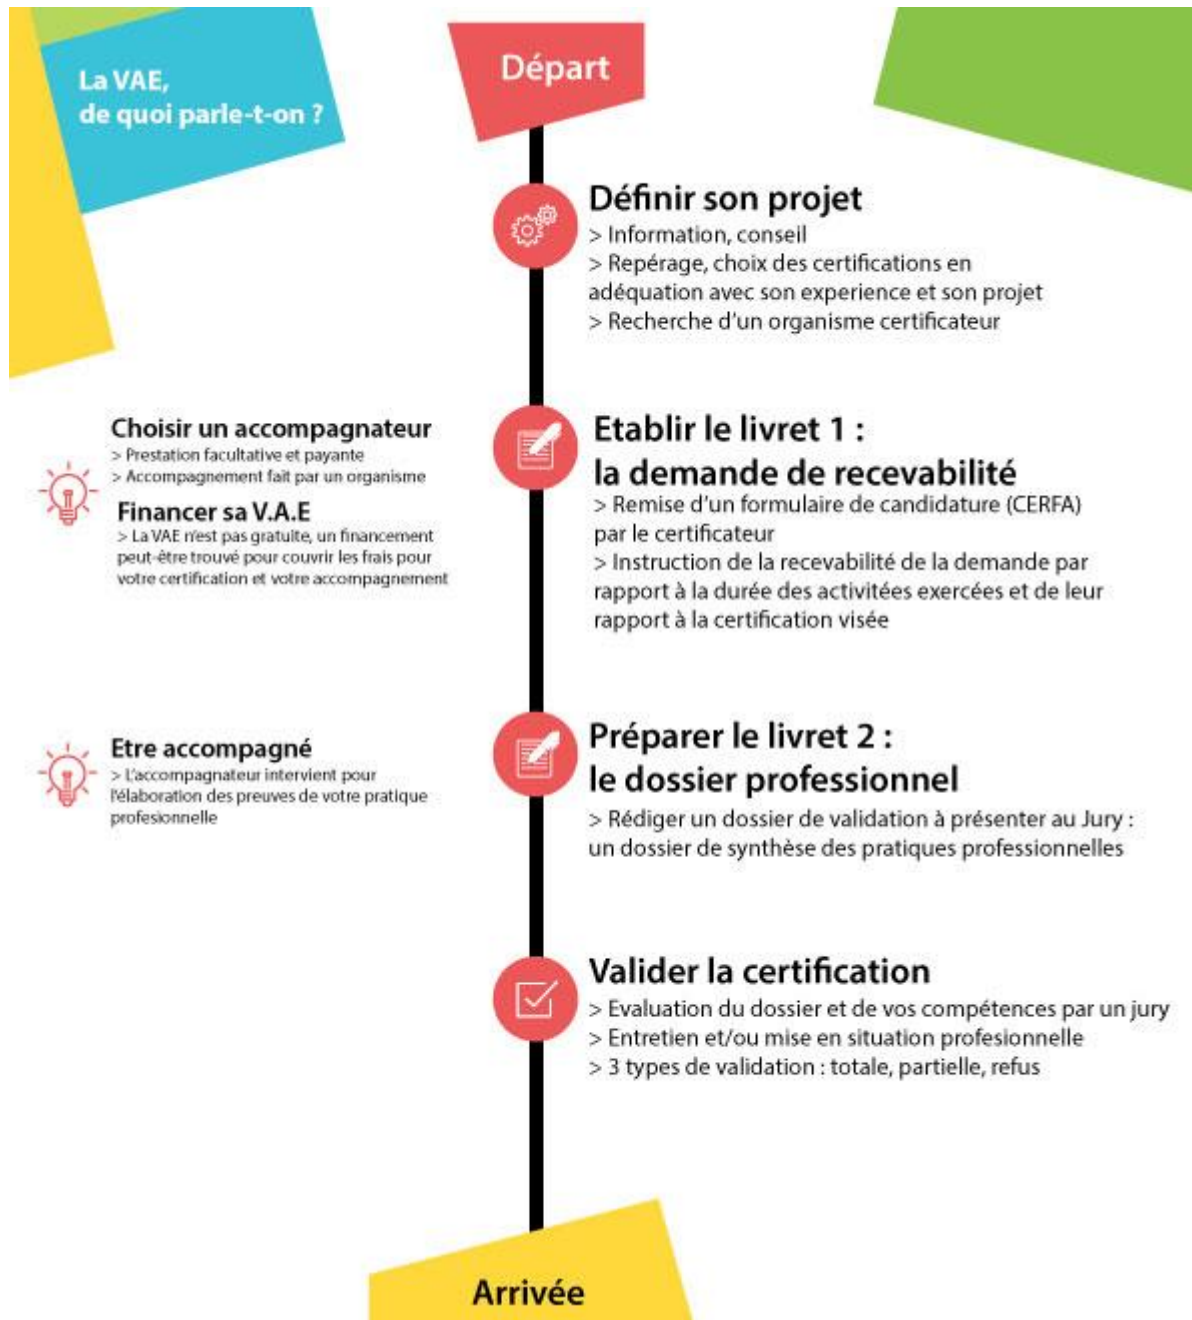 La VAE,
de quoi parle-t-on ?
Départ
Définir son projet
> Information, conseil
> Repérage, choix des certifications en
adéquation avec son experience et son projet
> Recherche d'un organisme certificateur
Choisir un accompagnateur
> Prestation facultative et payante
> Accompagnement fait par un organisme
Financer sa V.A.E
> La VAE n'est pas gratuite, un financement
peut-être trouvé pour couvrir les frais pour
votre certification et votre accompagnement
Etablir le livret 1 :
la demande de recevabilité
> Remise d'un formulaire de candidature (CERFA)
par le certificateur
> Instruction de la recevabilité de la demande par
rapport à la durée des activitées exercées et de leur
rapport à la certification visée
Etre accompagné
> L'accompagnateur intervient pour
l'élaboration des preuves de votre pratique
profesionnelle
Préparer le livret 2 :
le dossier professionnel
> Rédiger un dossier de validation à présenter au Jury :
un dossier de synthèse des pratiques professionnelles
Valider la certification
> Evaluation du dossier et de vos compétences par un jury
> Entretien et/ou mise en situation profesionnelle
> 3 types de validation : totale, partielle, refus
Arrivée